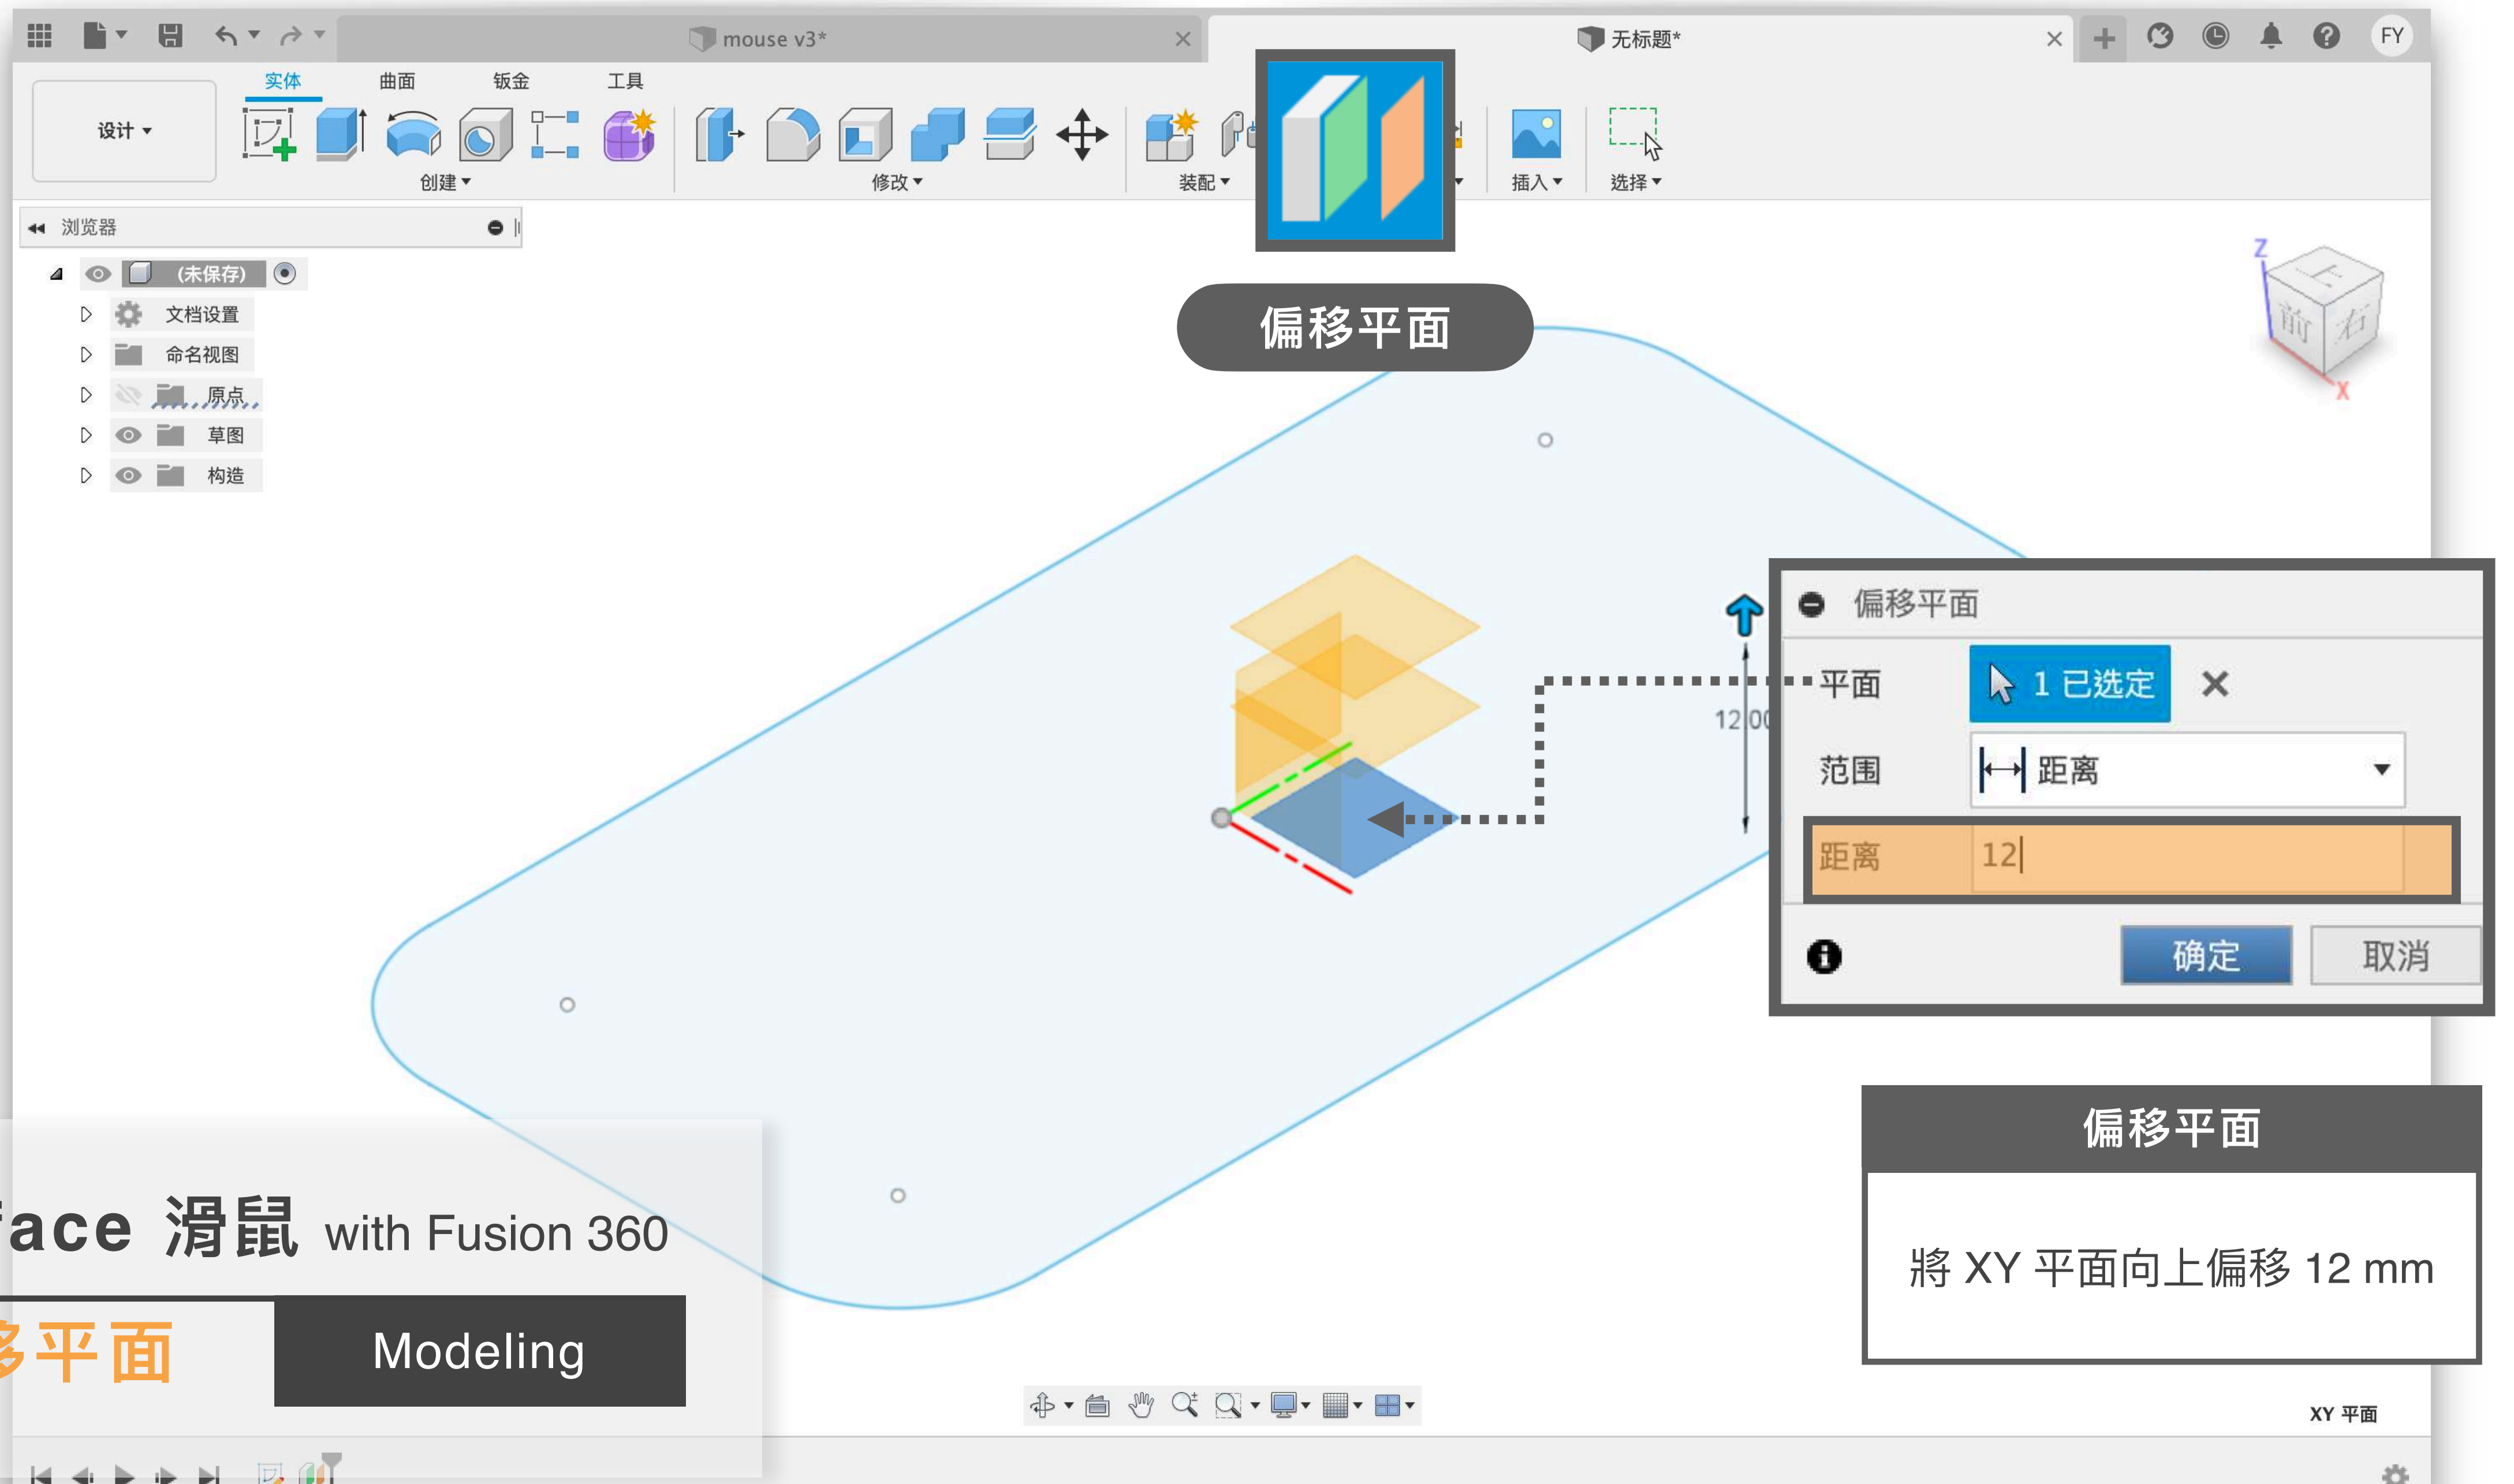 mouse v3*
无标题*
FY
设计
实体 曲面 钣金 工具
创建 修改 装配 插入 选择
浏览器
(未保存)
文档设置
命名视图
原点
草图
构造
偏移平面
Z
上
前 右
X
偏移平面
平面 1 已选定
12.00
范围 距离
距离 12
确定 取消
偏移平面
將 XY 平面向上偏移 12 mm
face 滑鼠 with Fusion 360
移平面 Modeling
XY 平面